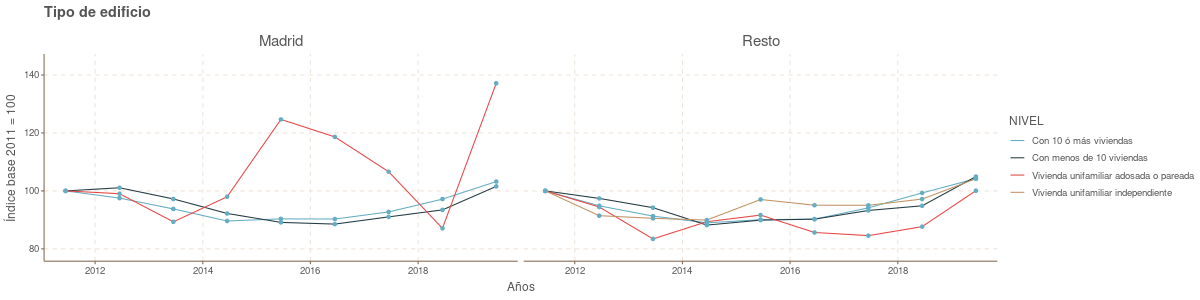 Tipo de edificio
Madrid
Resto
Índice base 2011 = 100
140
120
100
80
2012
2014
2016
2018
2012
2014
2016
2018
Años
NIVEL
Con 10 ó más viviendas
Con menos de 10 viviendas
Vivienda unifamiliar adosada o pareada
Vivienda unifamiliar independiente